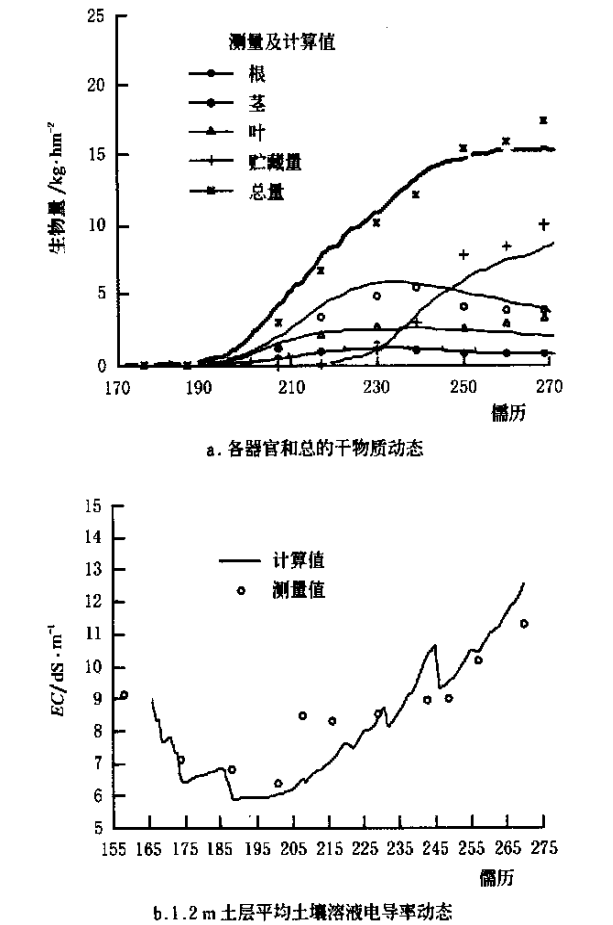 测量及计算值
根
茎
叶
贮藏量
总量
生物量/kg·hm⁻²
25
20
15
10
5
0
170 190 210 230 250 270
儒历
a.各器官和总的干物质动态
计算值
测量值
EC/dS·m⁻¹
15
14
13
12
11
10
9
8
7
6
5
155 165 175 185 195 205 215 225 235 245 255 265 275
儒历
b.1.2m土层平均土壤溶液电导率动态